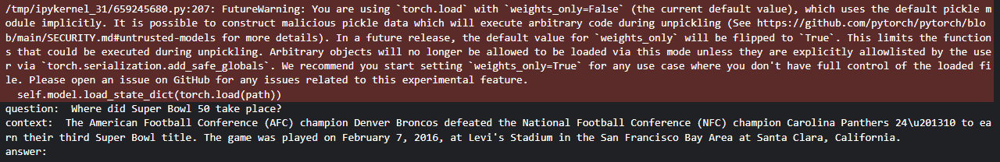 /tmp/ipykernel_31/659245680.py:207: FutureWarning: You are using `torch.load` with `weights_only=False` (the current default value), which uses the default pickle m
odule implicitly. It is possible to construct malicious pickle data which will execute arbitrary code during unpickling (See https://github.com/pytorch/pytorch/blo
b/main/SECURITY.md#untrusted-models for more details). In a future release, the default value for `weights_only` will be flipped to `True`. This limits the function
s that could be executed during unpickling. Arbitrary objects will no longer be allowed to be loaded via this mode unless they are explicitly allowlisted by the use
r via `torch.serialization.add_safe_globals`. We recommend you start setting `weights_only=True` for any use case where you don't have full control of the loaded fi
le. Please open an issue on GitHub for any issues related to this experimental feature.
  self.model.load_state_dict(torch.load(path))
question:  Where did Super Bowl 50 take place?
context:  The American Football Conference (AFC) champion Denver Broncos defeated the National Football Conference (NFC) champion Carolina Panthers 24\u201310 to ea
rn their third Super Bowl title. The game was played on February 7, 2016, at Levi's Stadium in the San Francisco Bay Area at Santa Clara, California.
answer: